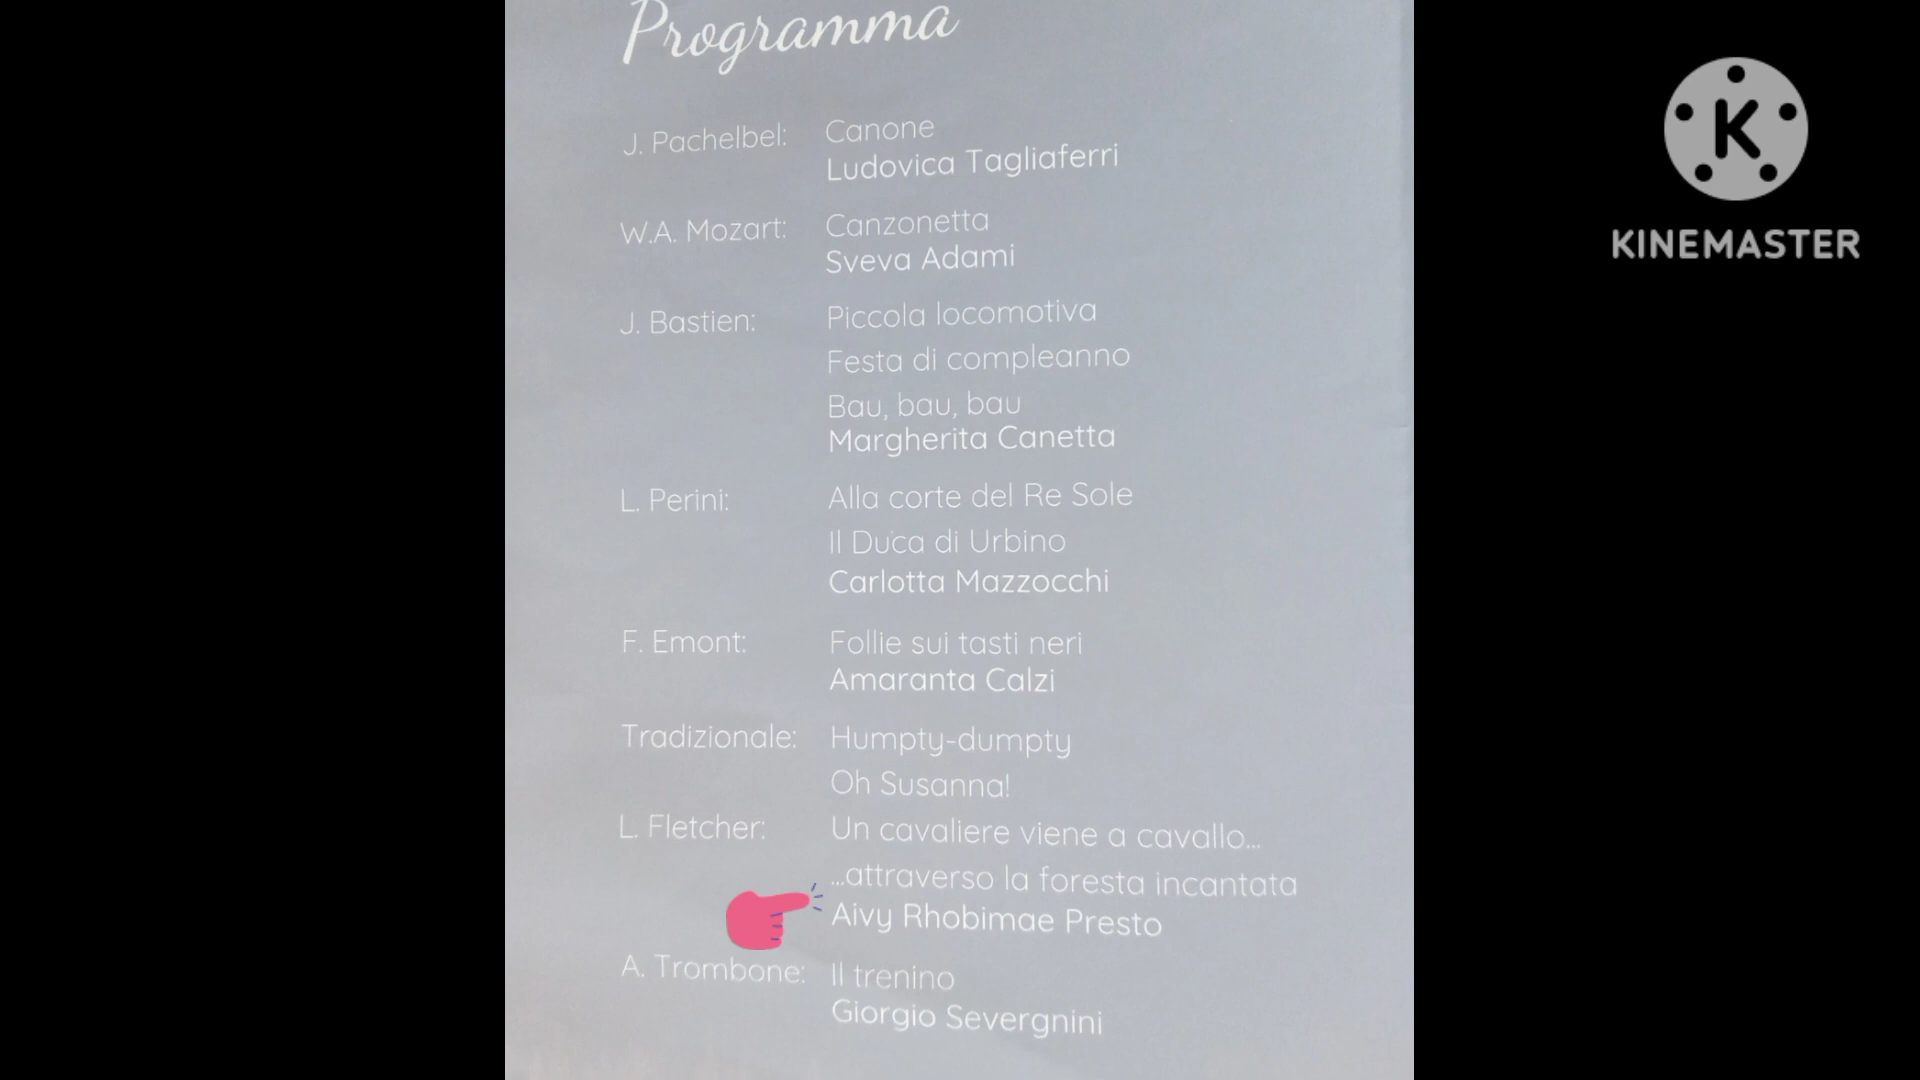 Programma
J. Pachelbel: Canone
Ludovica Tagliaferri
W.A. Mozart: Canzonetta
Sveva Adami
J. Bastien: Piccola locomotiva
Festa di compleanno
Bau, bau, bau
Margherita Canetta
L. Perini: Alla corte del Re Sole
Il Duca di Urbino
Carlotta Mazzocchi
F. Emont: Follie sui tasti neri
Amaranta Calzi
Tradizionale: Humpty-dumpty
Oh Susanna!
L. Fletcher: Un cavaliere viene a cavallo...
...attraverso la foresta incantata
Aivy Rhobimae Presto
A. Trombone: Il trenino
Giorgio Severgnini
K
KINEMASTER